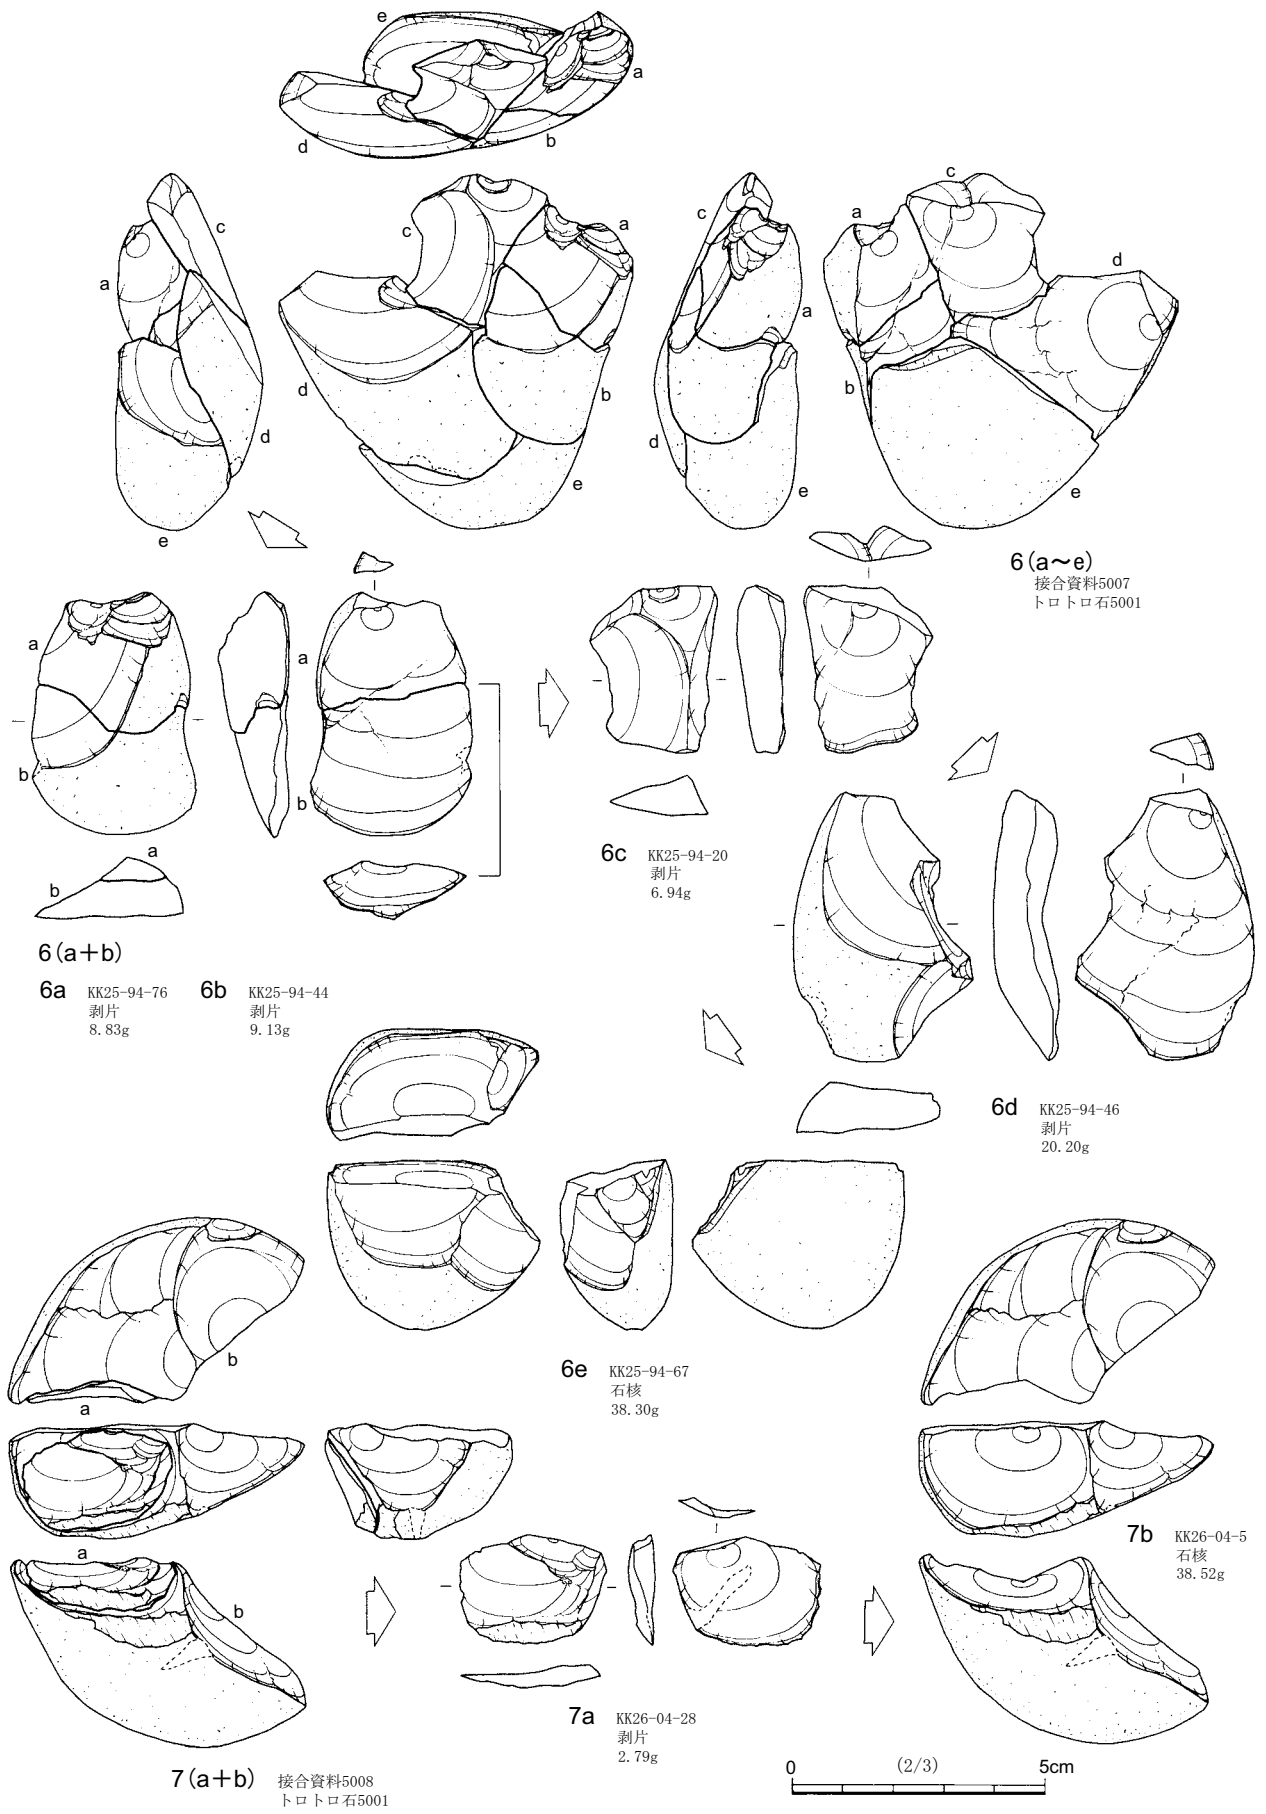 e
a
b
d
c
a
c
a
d
b
e
c
a
d
b
e
c
a
d
a
b
e
6(a～e)
接合資料5007
トロトロ石5001
a
b
a
b
a
b
6(a＋b)
6a KK25-94-76
剥片
8.83g
6b KK25-94-44
剥片
9.13g
6c KK25-94-20
剥片
6.94g
6d KK25-94-46
剥片
20.20g
6e KK25-94-67
石核
38.30g
b
a
a
b
7(a＋b) 接合資料5008
トロトロ石5001
7a KK26-04-28
剥片
2.79g
7b KK26-04-5
石核
38.52g
0 (2/3) 5cm